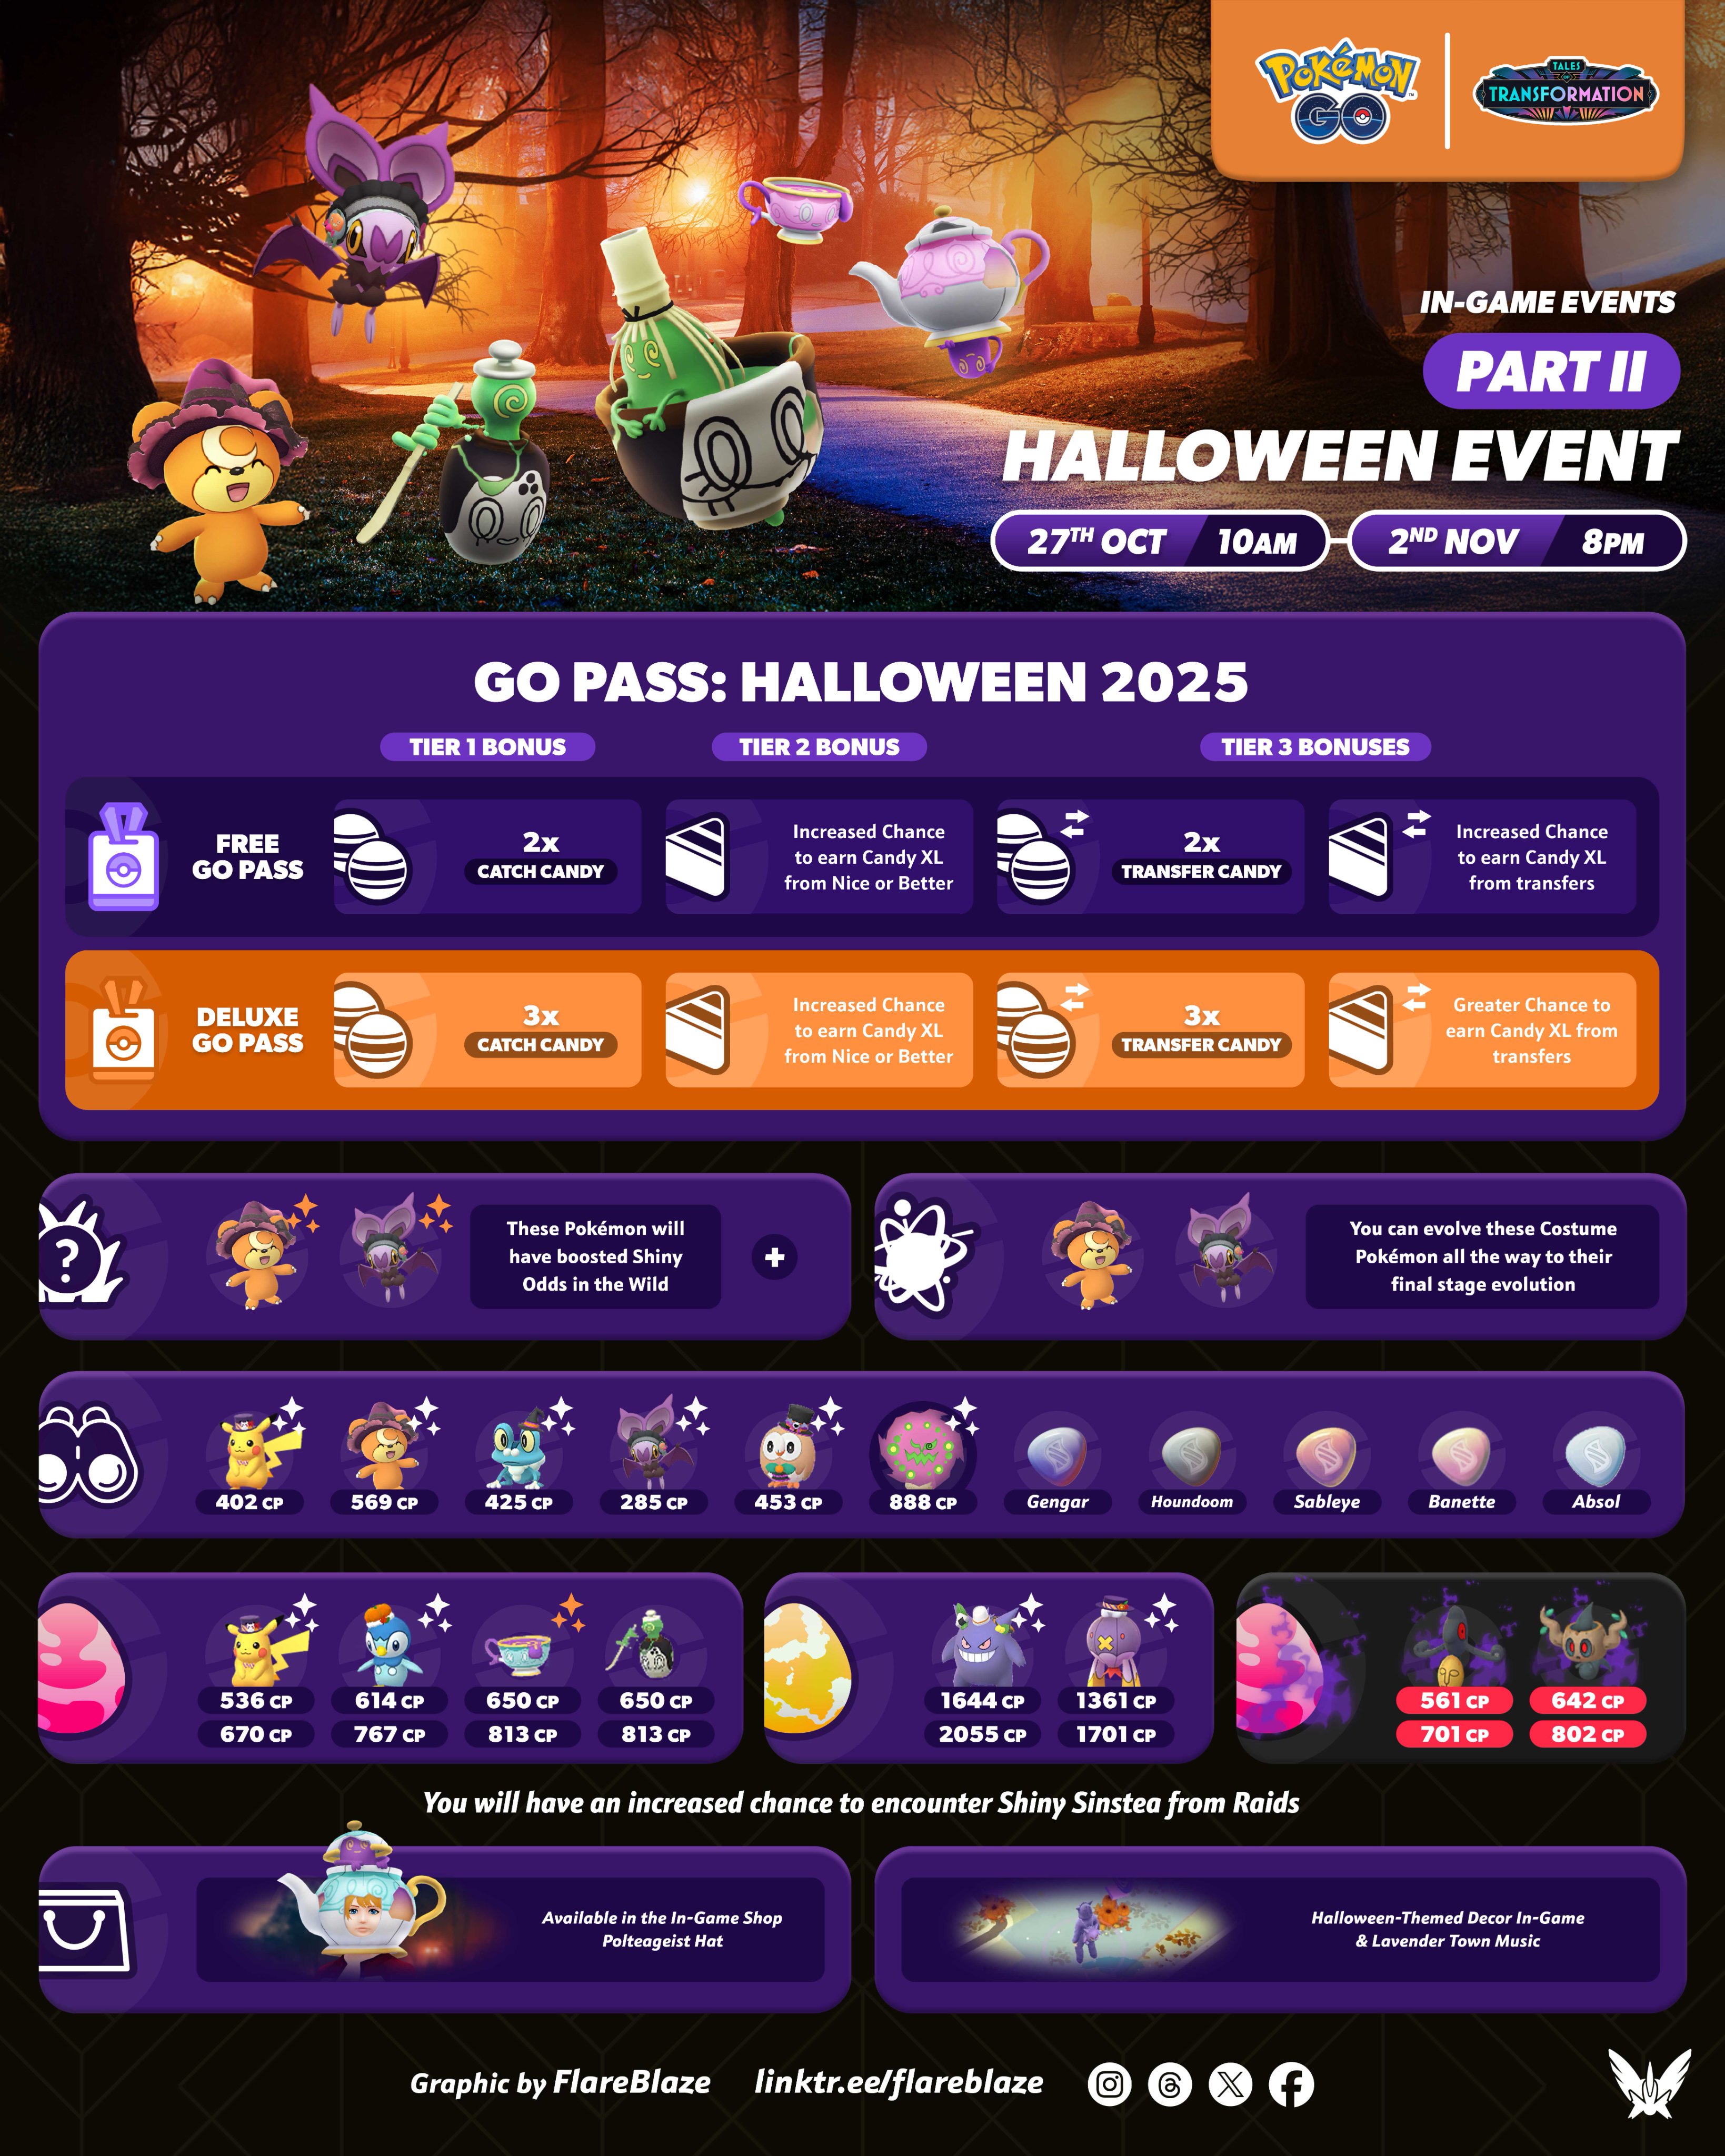 POKÉMON
GO
TALES
OF
TRANSFORMATION
IN-GAME EVENTS
PART II
HALLOWEEN EVENT
27TH OCT 10AM
2ND NOV 8PM
GO PASS: HALLOWEEN 2025
TIER 1 BONUS
TIER 2 BONUS
TIER 3 BONUSES
FREE
GO PASS
2x
CATCH CANDY
Increased Chance
to earn Candy XL
from Nice or Better
2x
TRANSFER CANDY
Increased Chance
to earn Candy XL
from transfers
DELUXE
GO PASS
3x
CATCH CANDY
Increased Chance
to earn Candy XL
from Nice or Better
3x
TRANSFER CANDY
Greater Chance to
earn Candy XL from
transfers
?
These Pokémon will
have boosted Shiny
Odds in the Wild
+
You can evolve these Costume
Pokémon all the way to their
final stage evolution
402 CP
569 CP
425 CP
285 CP
453 CP
888 CP
Gengar
Houndoom
Sableye
Banette
Absol
536 CP
614 CP
650 CP
650 CP
670 CP
767 CP
813 CP
813 CP
1644 CP
1361 CP
2055 CP
1701 CP
561 CP
642 CP
701 CP
802 CP
You will have an increased chance to encounter Shiny Sinstea from Raids
Available in the In-Game Shop
Polteageist Hat
Halloween-Themed Decor In-Game
& Lavender Town Music
Graphic by FlareBlaze
linktr.ee/flareblaze